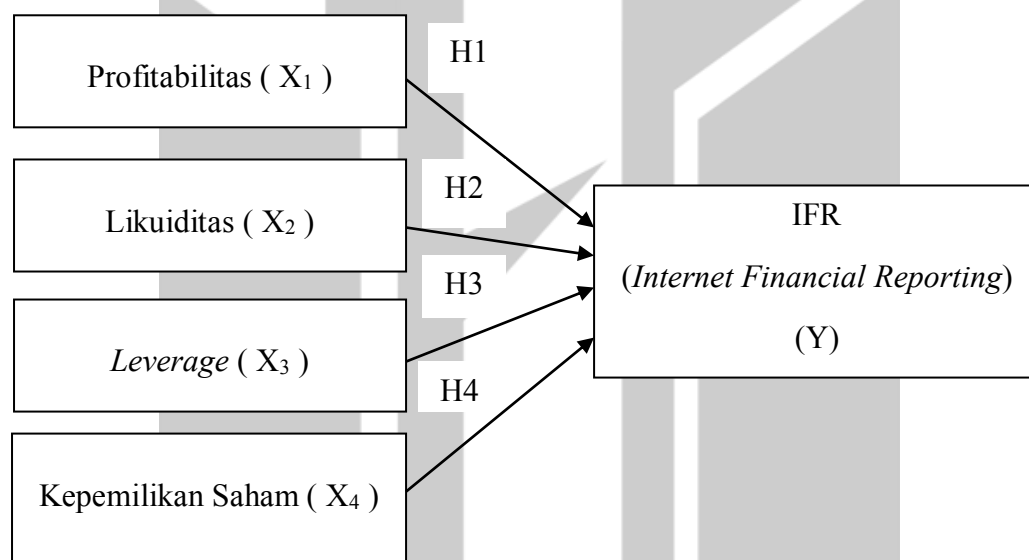 Profitabilitas ( X₁ )
H1
Likuiditas ( X₂ )
H2
Leverage ( X₃ )
H3
Kepemilikan Saham ( X₄ )
H4
IFR
(Internet Financial Reporting)
(Y)